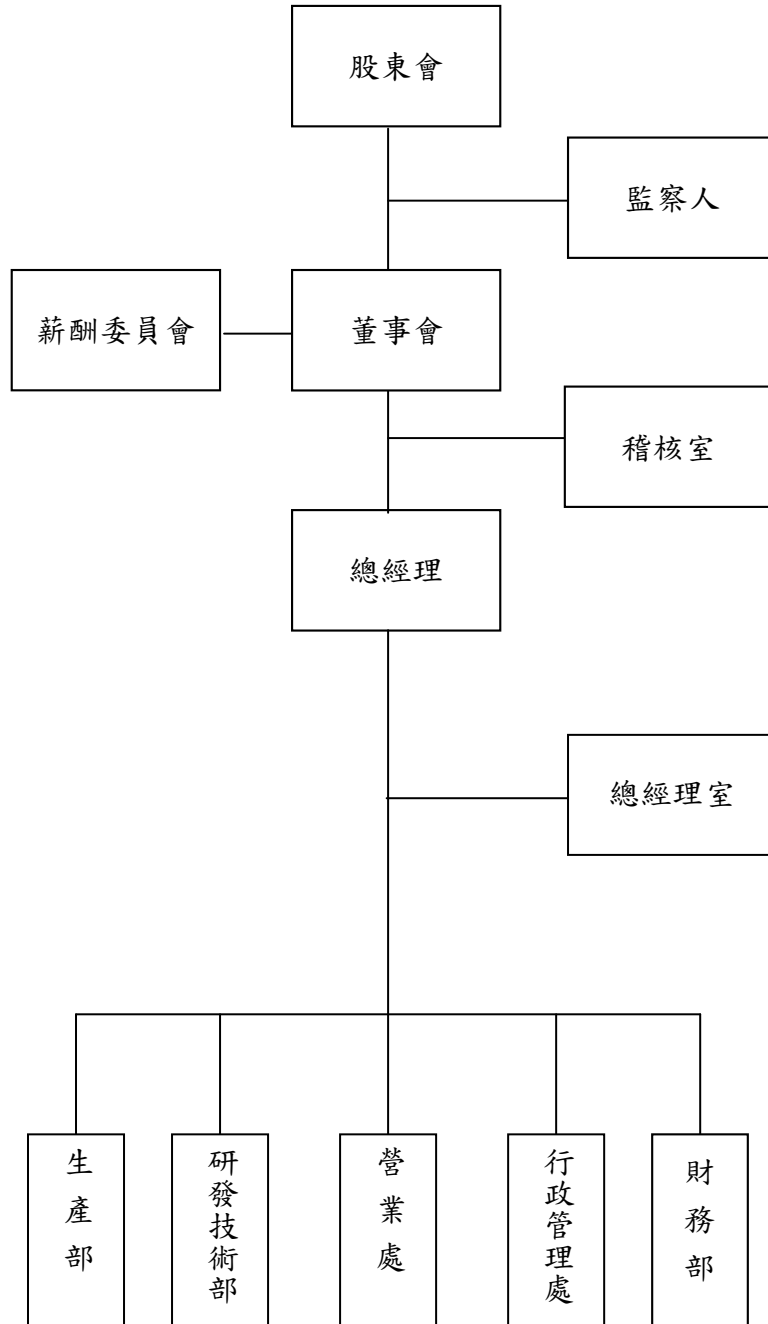 股東會
監察人
薪酬委員會
董事會
稽核室
總經理
總經理室
生產部
研發技術部
營業處
行政管理處
財務部